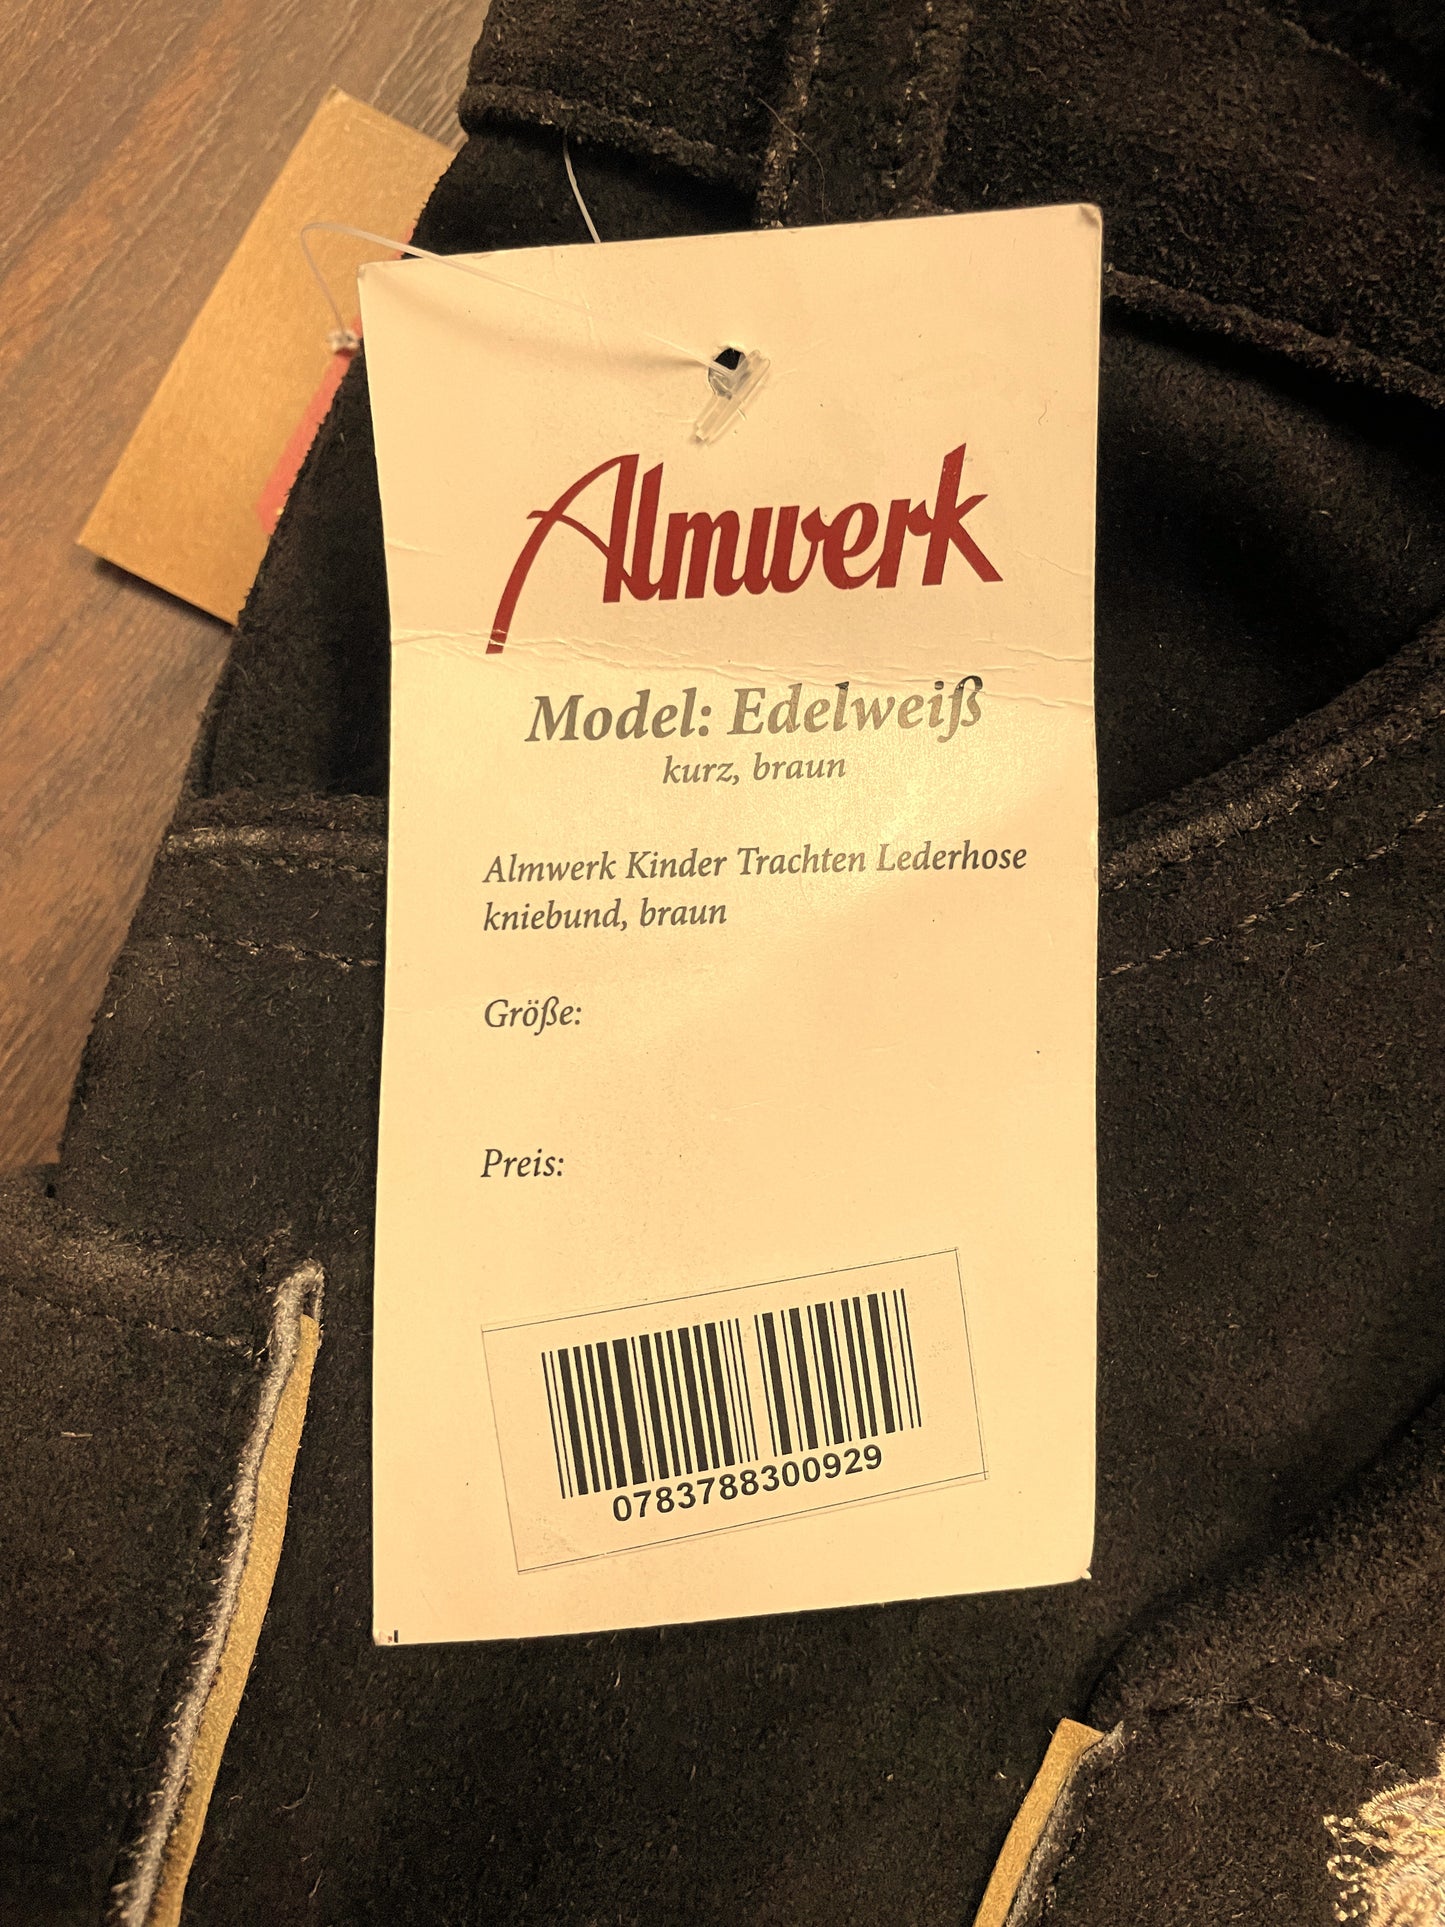 Almwerk
Model: Edelweiß
kurz, braun
Almwerk Kinder Trachten Lederhose
kniebund, braun
Größe:
Preis:
0783788300929